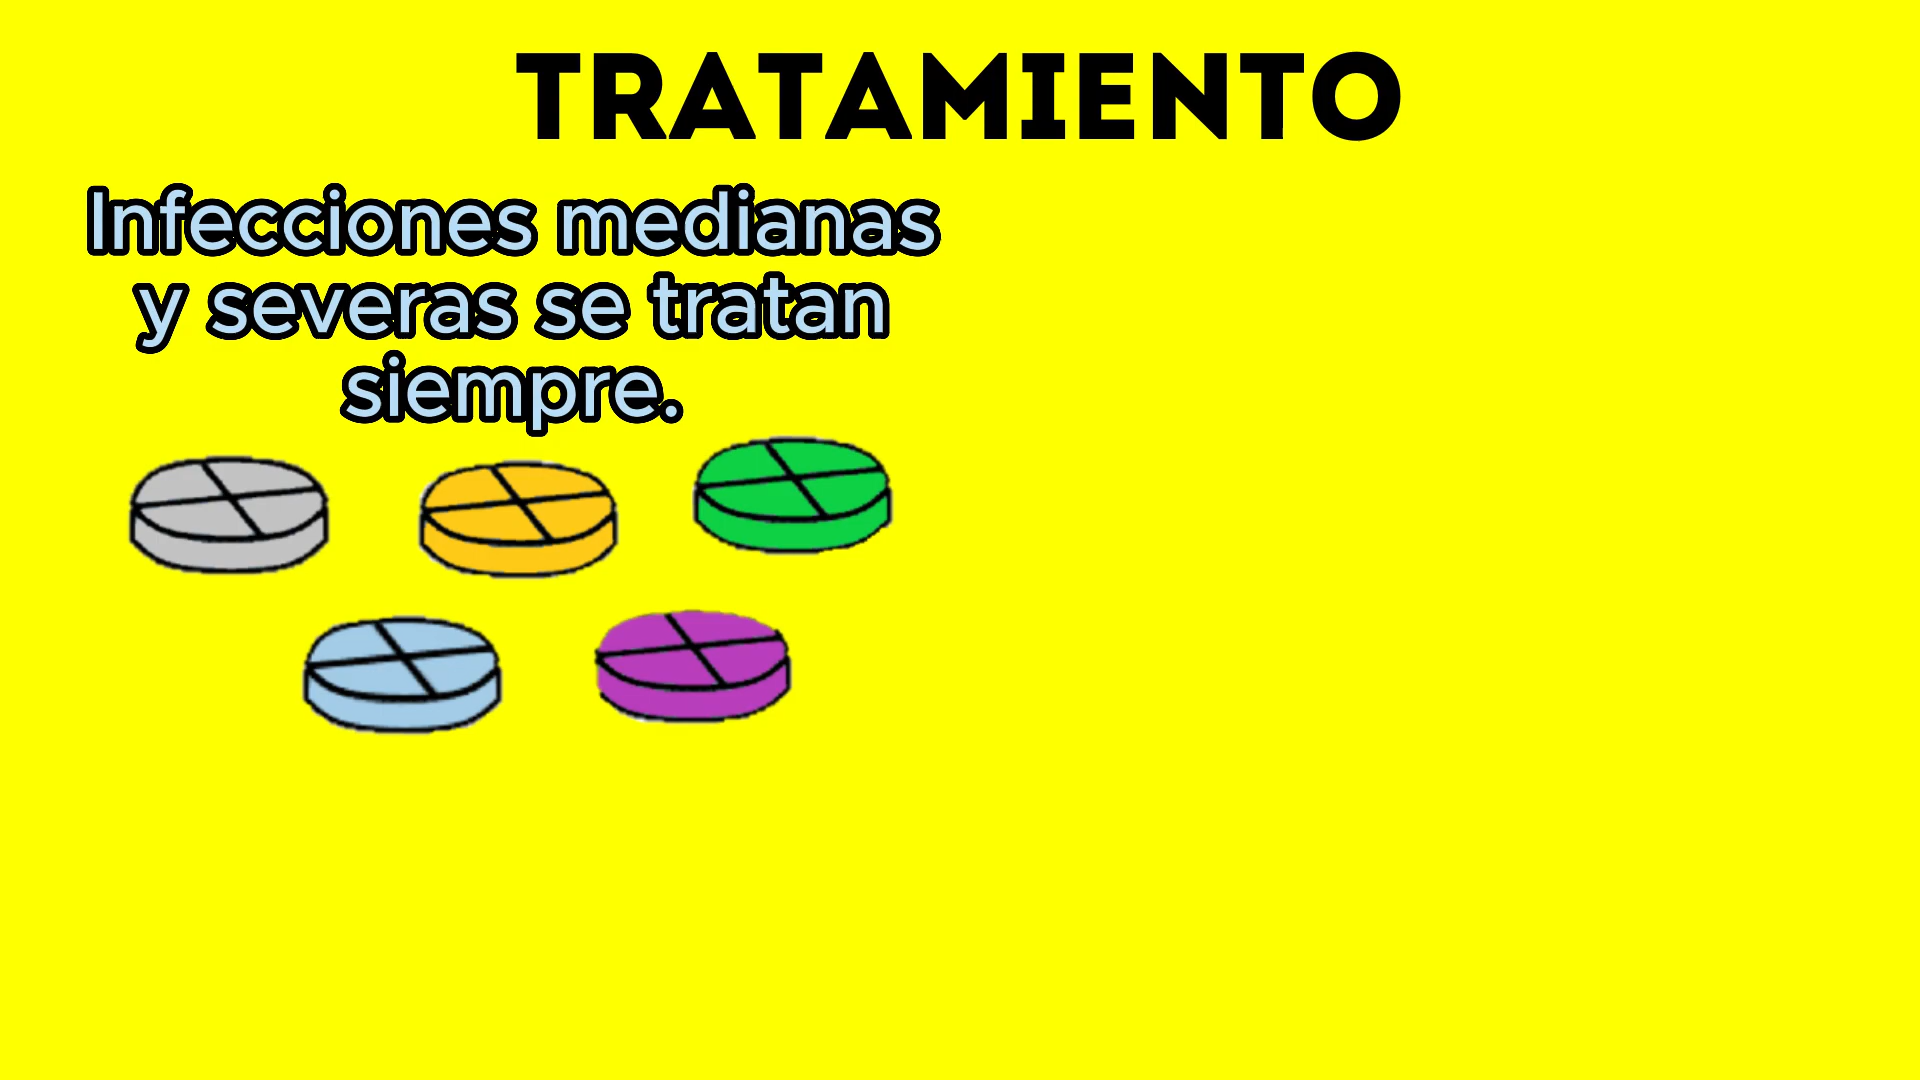 TRATAMIENTO
Infecciones medianas
y severas se tratan
siempre.